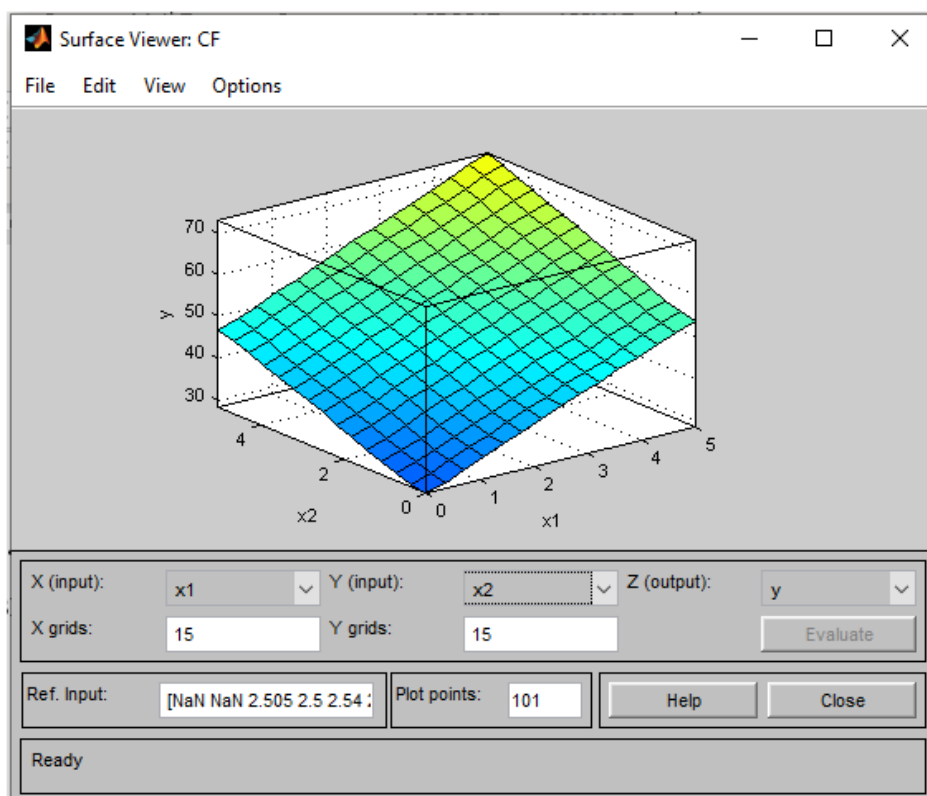 Surface Viewer: CF
File Edit View Options
70
60
50
40
30
y
4
2
0
x2
0
1
2
3
4
5
x1
X (input): x1 Y (input): x2 Z (output): y
X grids: 15 Y grids: 15 Evaluate
Ref. Input: [NaN NaN 2.505 2.5 2.54 Plot points: 101 Help Close
Ready